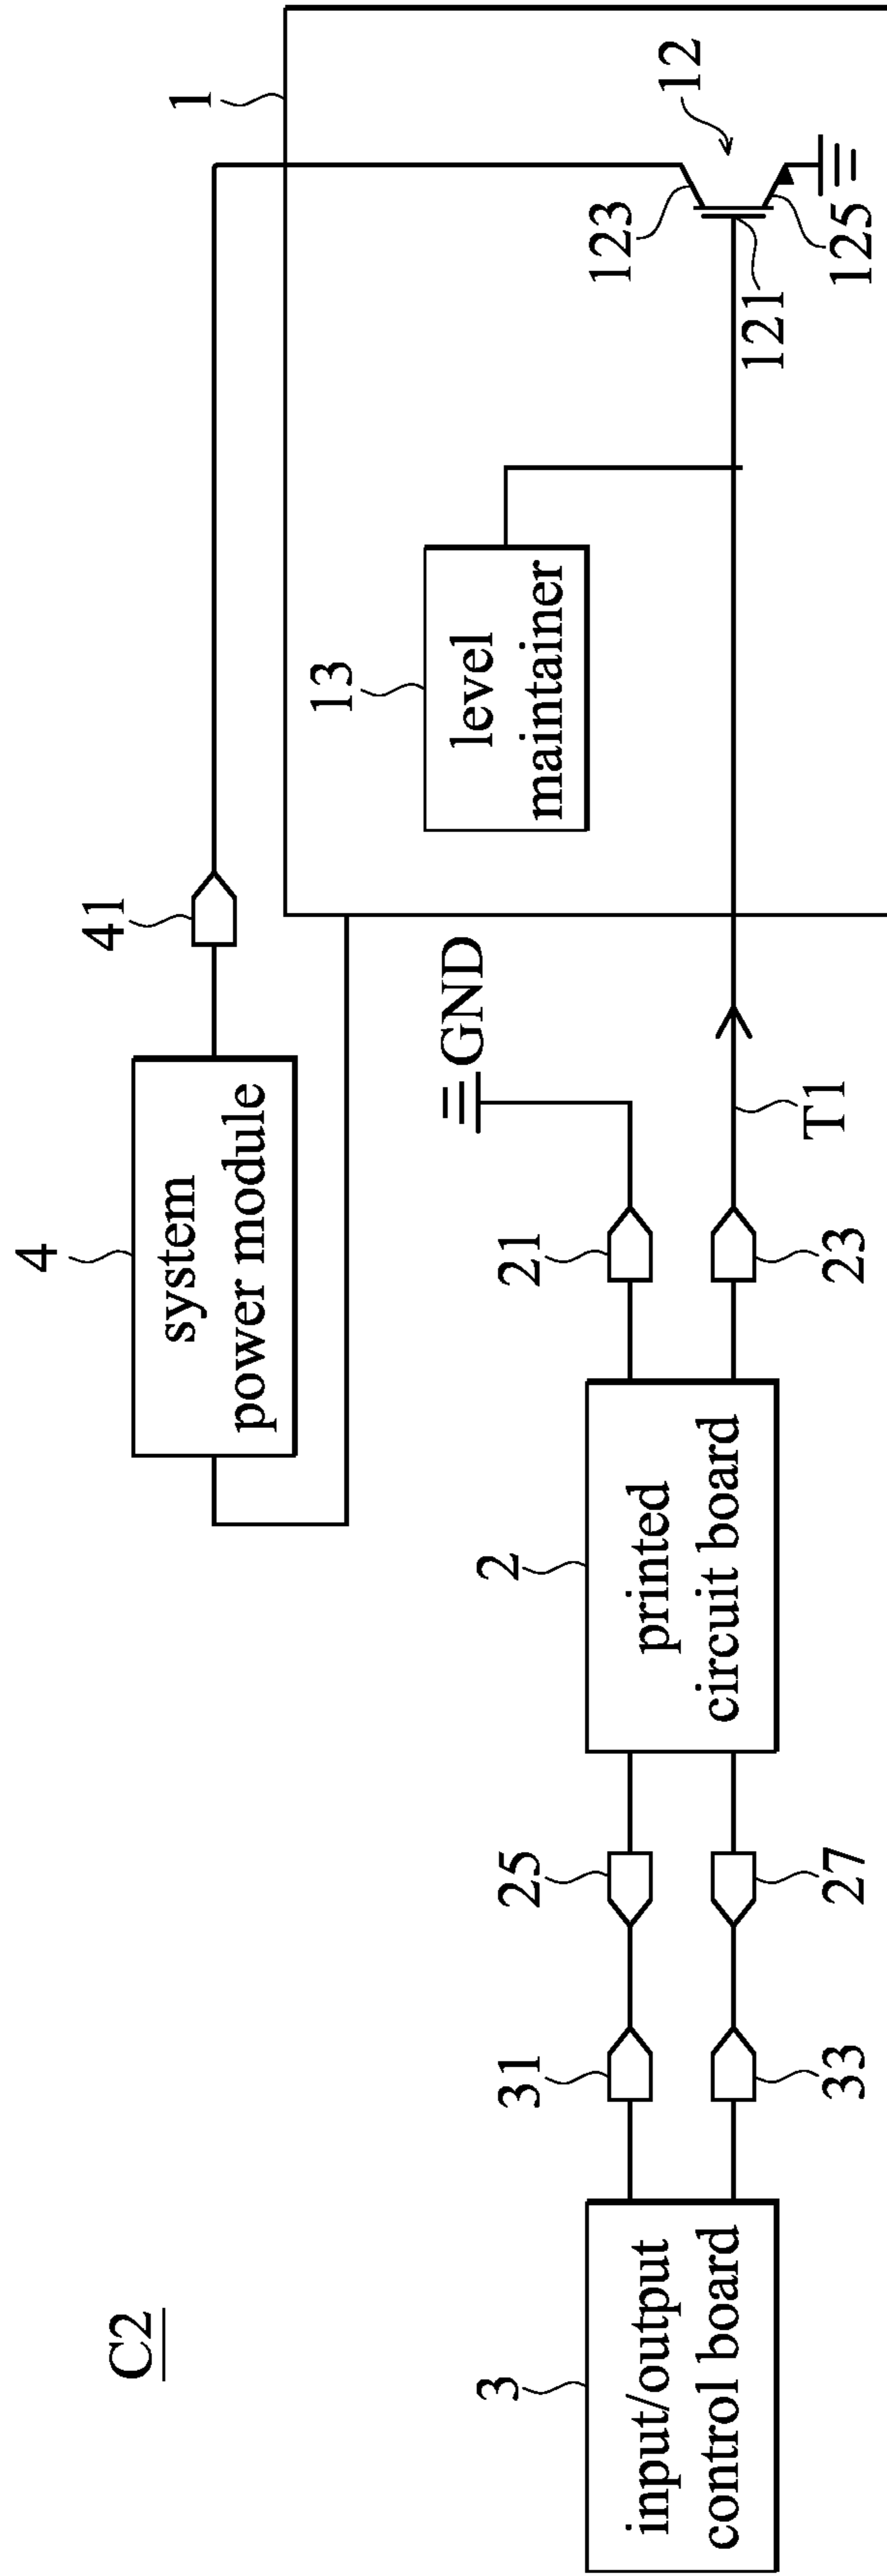 C2
4
system
power module
41
1
3
input/output
control board
31
33
25
27
2
printed
circuit board
21
23
GND
T1
13
level
maintainer
12
123
121
125